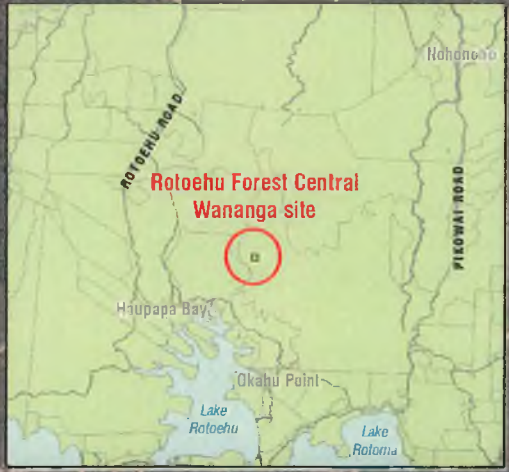 ROTOEHU ROAD
Rotoehu Forest Central
Wananga site
PIKOWAI ROAD
Haupapa Bay
Okahu Point
Lake
Rotoehu
Lake
Rotoma